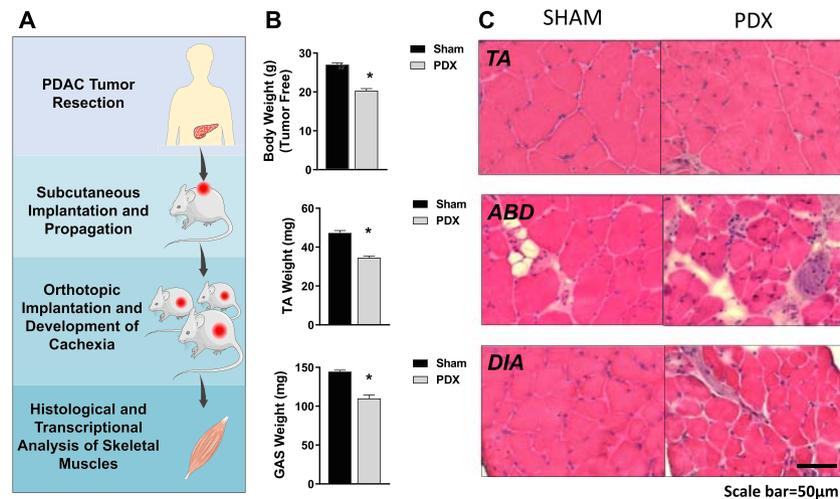 A
PDAC Tumor
Resection
Subcutaneous
Implantation and
Propagation
Orthotopic
Implantation and
Development of
Cachexia
Histological and
Transcriptional
Analysis of Skeletal
Muscles
B
Body Weight (g)
(Tumor Free)
30
20
10
0
*
Sham
PDX
TA Weight (mg)
60
40
20
0
*
Sham
PDX
GAS Weight (mg)
150
100
50
0
*
Sham
PDX
C
SHAM PDX
TA
ABD
DIA
Scale bar=50µm